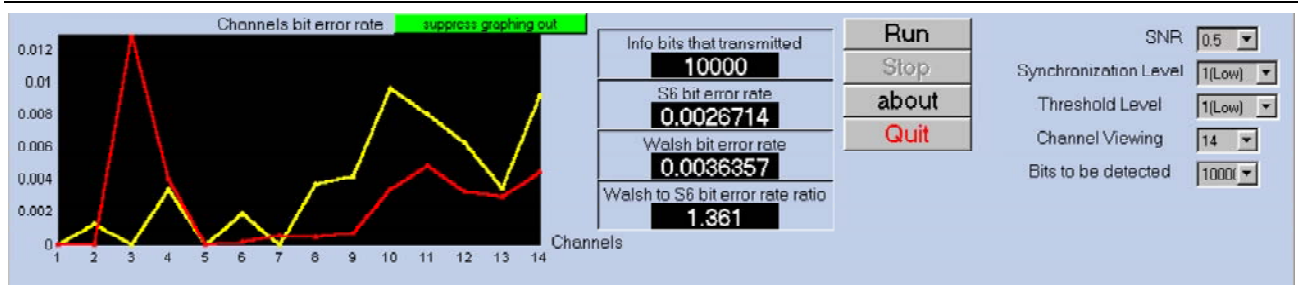 Channels bit error rate
suppress graphing out
0.012
0.01
0.008
0.006
0.004
0.002
0
1 2 3 4 5 6 7 8 9 10 11 12 13 14
Channels
Info bits that transmitted
10000
S6 bit error rate
0.0026714
Walsh bit error rate
0.0036357
Walsh to S6 bit error rate ratio
1.361
Run
Stop
about
Quit
SNR 0.5
Synchronization Level 1(Low)
Threshold Level 1(Low)
Channel Viewing 14
Bits to be detected